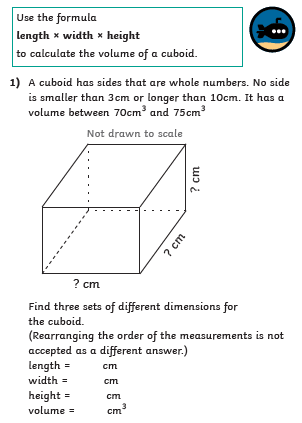 Use the formula
length × width × height
to calculate the volume of a cuboid.
1) A cuboid has sides that are whole numbers. No side
is smaller than 3cm or longer than 10cm. It has a
volume between 70cm³ and 75cm³
Not drawn to scale
? cm
? cm
? cm
Find three sets of different dimensions for
the cuboid.
(Rearranging the order of the measurements is not
accepted as a different answer.)
length = cm
width = cm
height = cm
volume = cm³